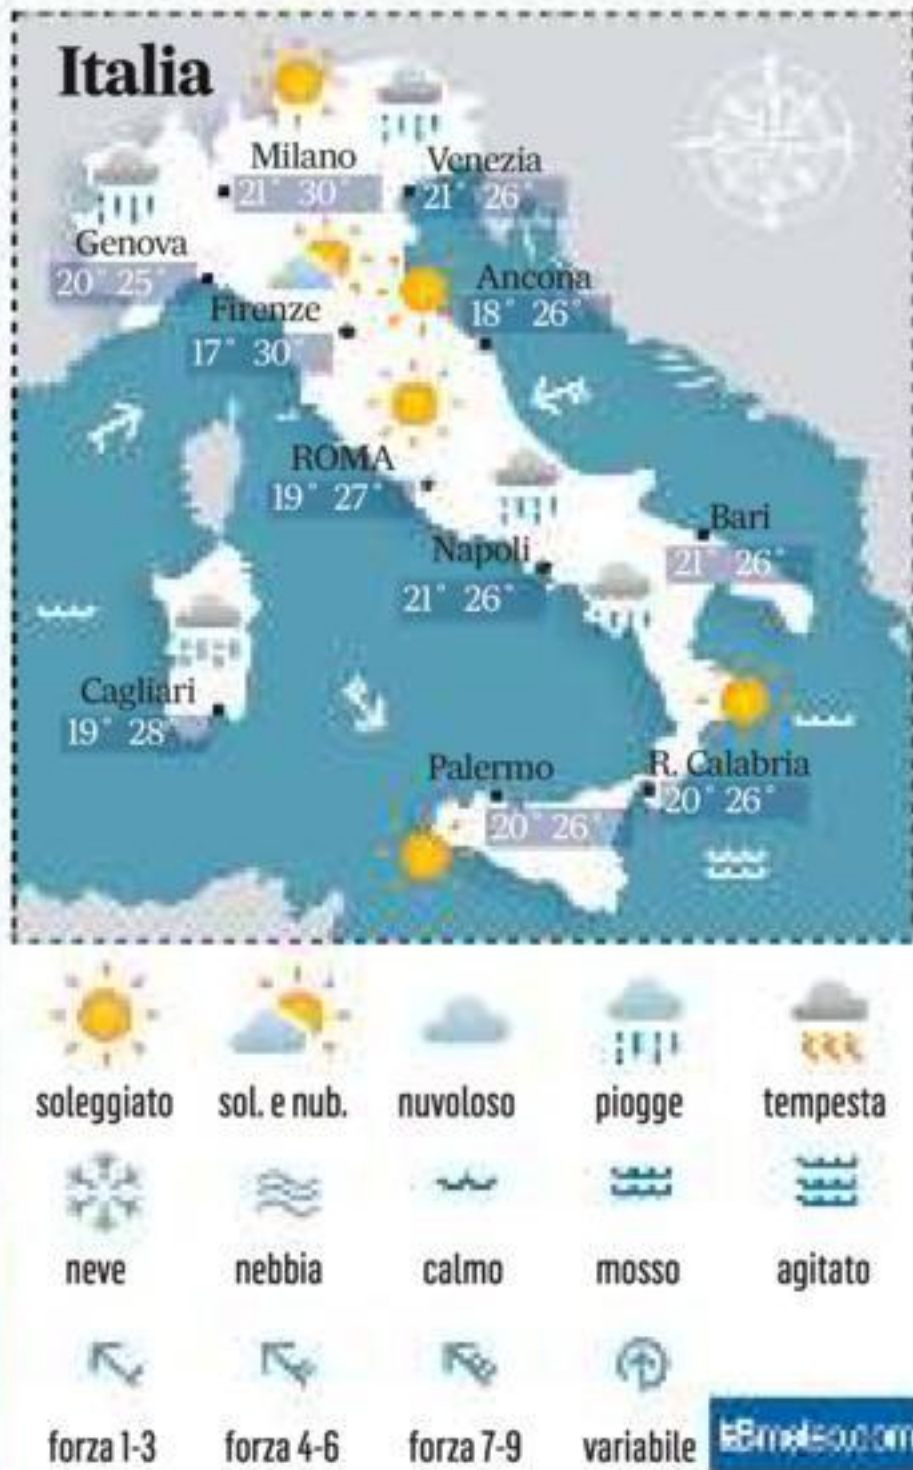 Italia
Milano
21° 30°
Venezia
21° 26°
Genova
20° 25°
Ancona
18° 26°
Firenze
17° 30°
ROMA
19° 27°
Bari
21° 26°
Napoli
21° 26°
Cagliari
19° 28°
Palermo
20° 26°
R. Calabria
20° 26°
soleggiato sol. e nub. nuvoloso piogge tempesta
neve nebbia calmo mosso agitato
forza 1-3 forza 4-6 forza 7-9 variabile